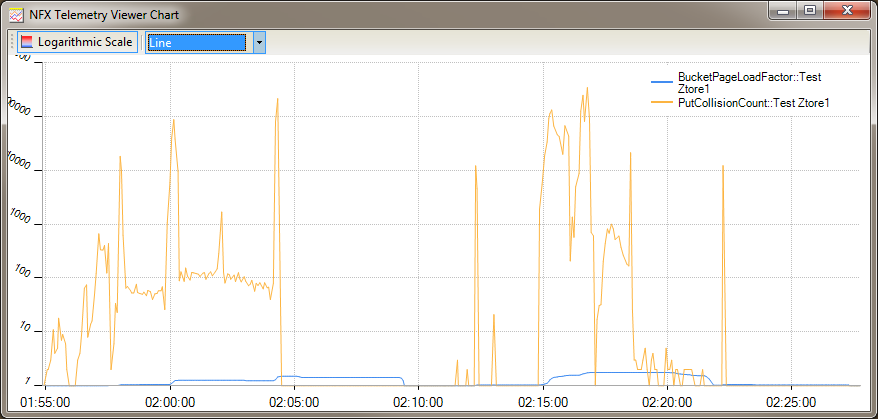 NFX Telemetry Viewer Chart
Logarithmic Scale
Line
BucketPageLoadFactor::Test
Ztore1
PutCollisionCount::Test Ztore1
1000
100
10
1
01:55:00 02:00:00 02:05:00 02:10:00 02:15:00 02:20:00 02:25:00